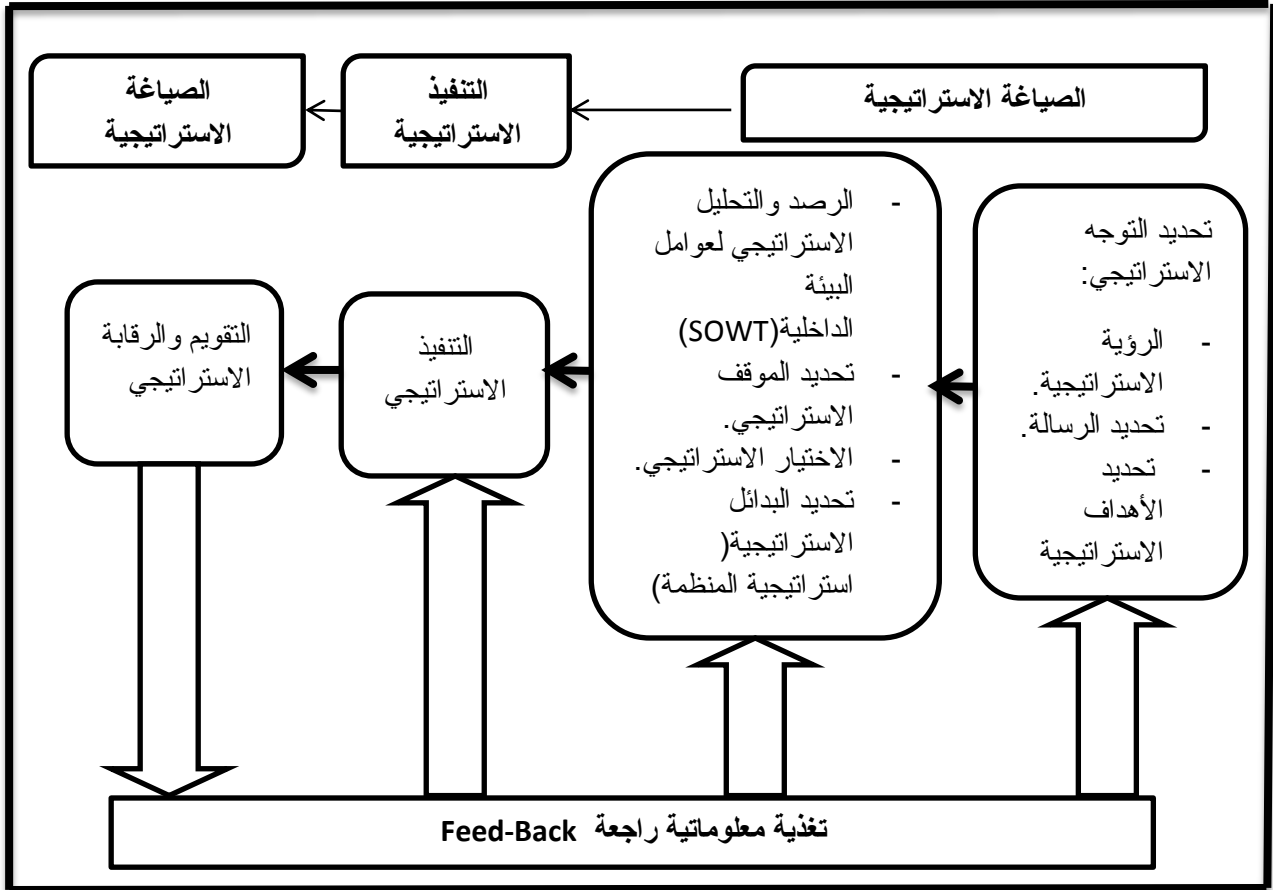 الصياغة الاستراتيجية
التنفيذ
الاستراتيجية
الصياغة
الاستراتيجية
تحديد التوجه
الاستراتيجي:
- الرؤية
الاستراتيجية.
- تحديد الرسالة.
- تحديد
الأهداف
الاستراتيجية
- الرصد والتحليل
الاستراتيجي لعوامل
البيئة
الداخلية(SOWT)
- تحديد الموقف
الاستراتيجي.
- الاختيار الاستراتيجي.
- تحديد البدائل
الاستراتيجية(
استراتيجية المنظمة)
التنفيذ
الاستراتيجي
التقويم والرقابة
الاستراتيجي
تغذية معلوماتية راجعة Feed-Back